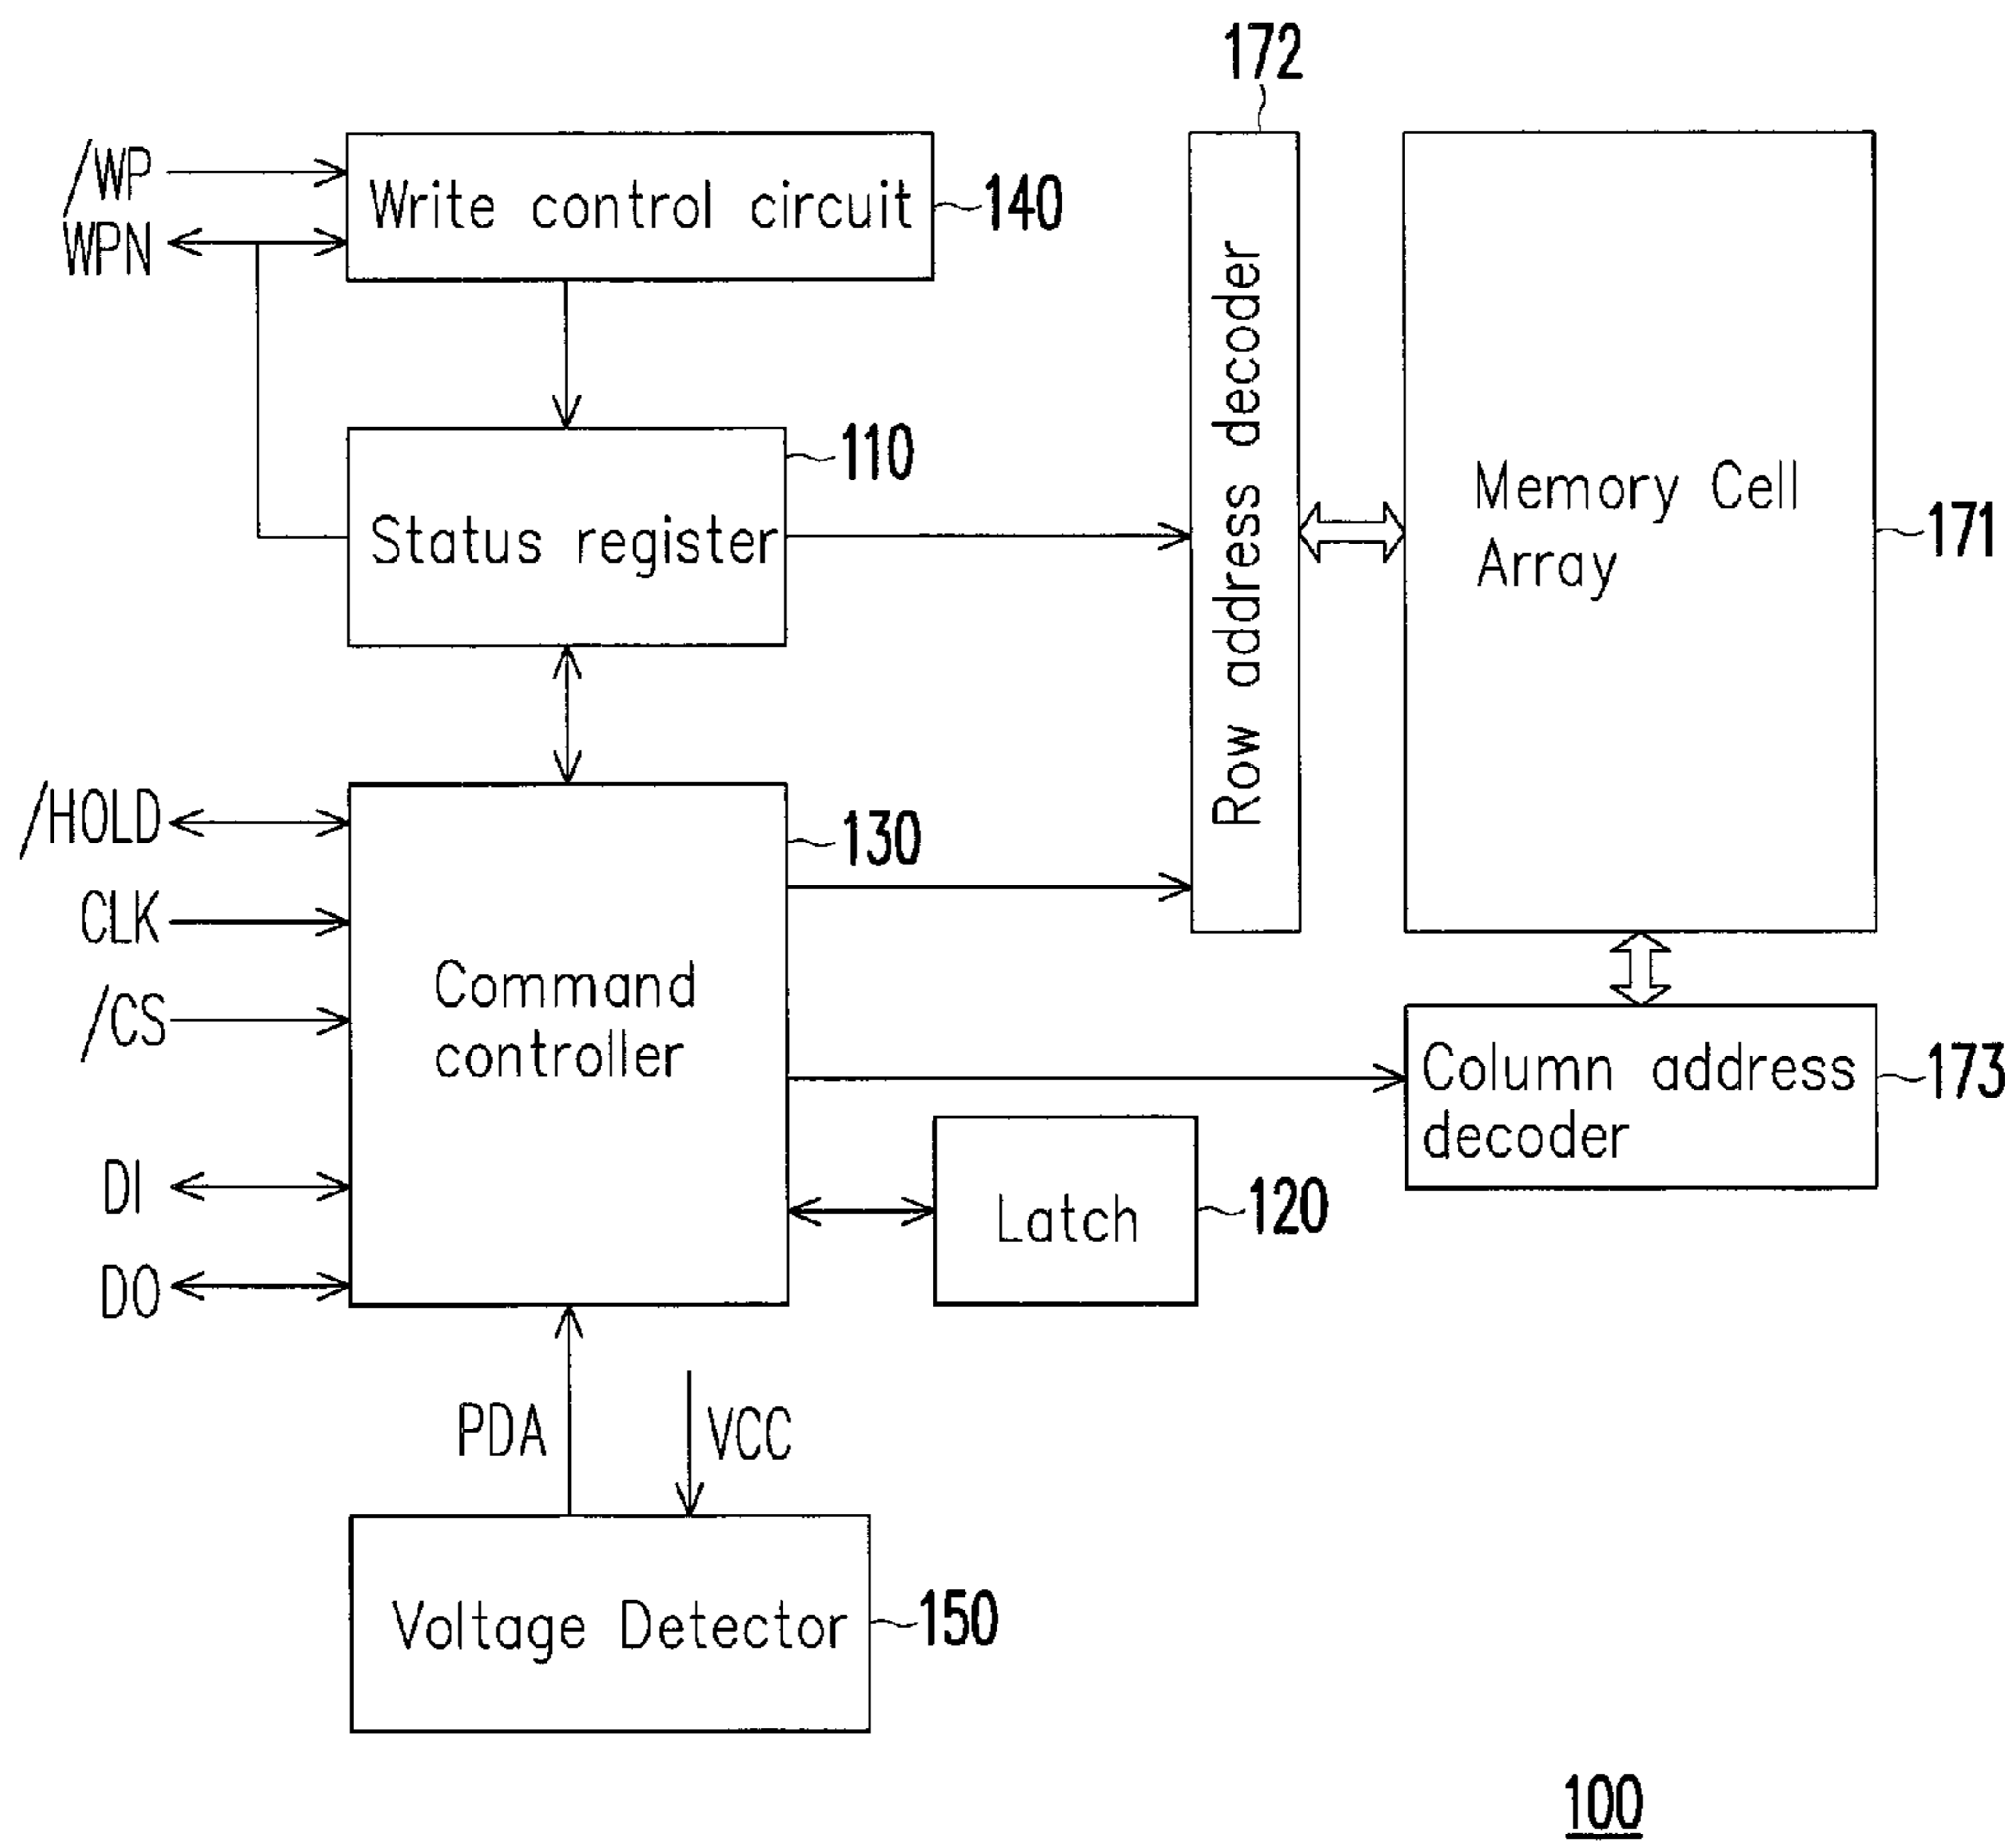 172
/WP
WPN
Write control circuit
140
Row address decoder
Memory Cell
Array
171
110
Status register
/HOLD
CLK
/CS
DI
DO
130
Command
controller
Column address
decoder
173
Latch
120
PDA
VCC
Voltage Detector
150
100